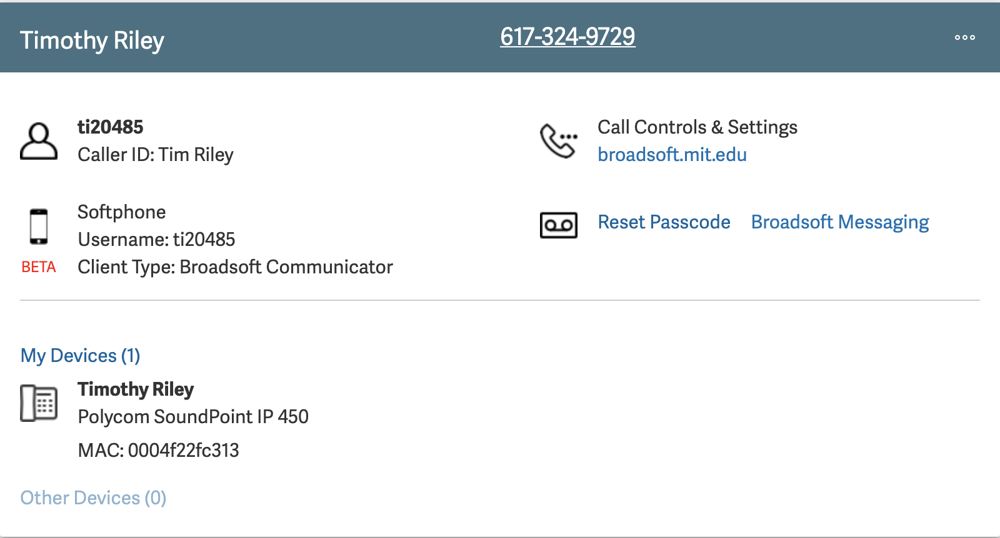 Timothy Riley
617-324-9729
ti20485
Caller ID: Tim Riley
Call Controls & Settings
broadsoft.mit.edu
Softphone
Username: ti20485
BETA
Client Type: Broadsoft Communicator
Reset Passcode
Broadsoft Messaging
My Devices (1)
Timothy Riley
Polycom SoundPoint IP 450
MAC: 0004f22fc313
Other Devices (0)